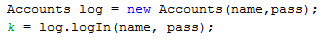 Accounts log = new Accounts(name,pass);
k = log.logIn(name, pass);